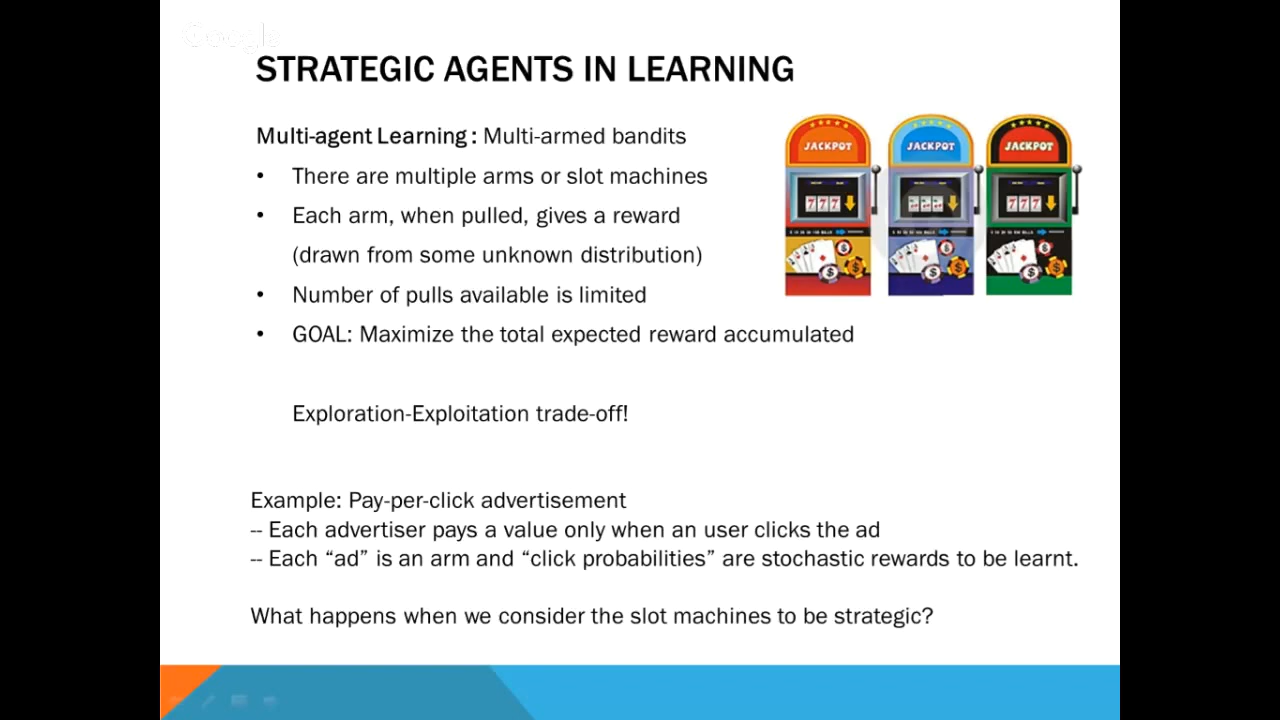 Google
STRATEGIC AGENTS IN LEARNING
Multi-agent Learning : Multi-armed bandits
• There are multiple arms or slot machines
• Each arm, when pulled, gives a reward
(drawn from some unknown distribution)
• Number of pulls available is limited
• GOAL: Maximize the total expected reward accumulated
Exploration-Exploitation trade-off!
JACKPOT JACKPOT JACKPOT
777 777
Example: Pay-per-click advertisement
-- Each advertiser pays a value only when an user clicks the ad
-- Each “ad” is an arm and “click probabilities” are stochastic rewards to be learnt.
What happens when we consider the slot machines to be strategic?